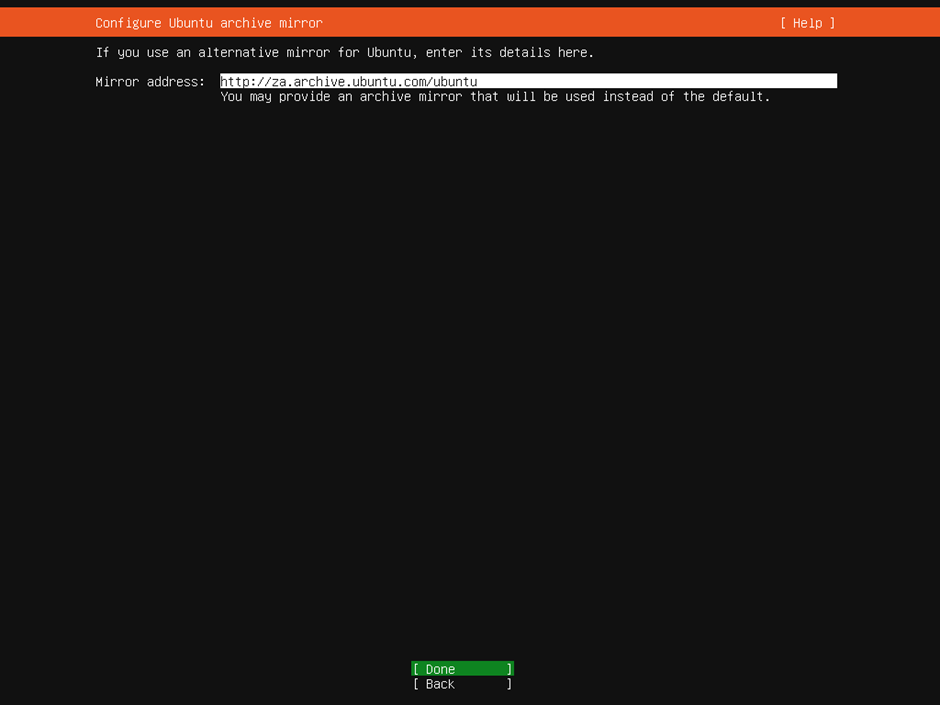 Configure Ubuntu archive mirror [ Help ]
If you use an alternative mirror for Ubuntu, enter its details here.
Mirror address: http://za.archive.ubuntu.com/ubuntu
You may provide an archive mirror that will be used instead of the default.
[ Done ]
[ Back ]